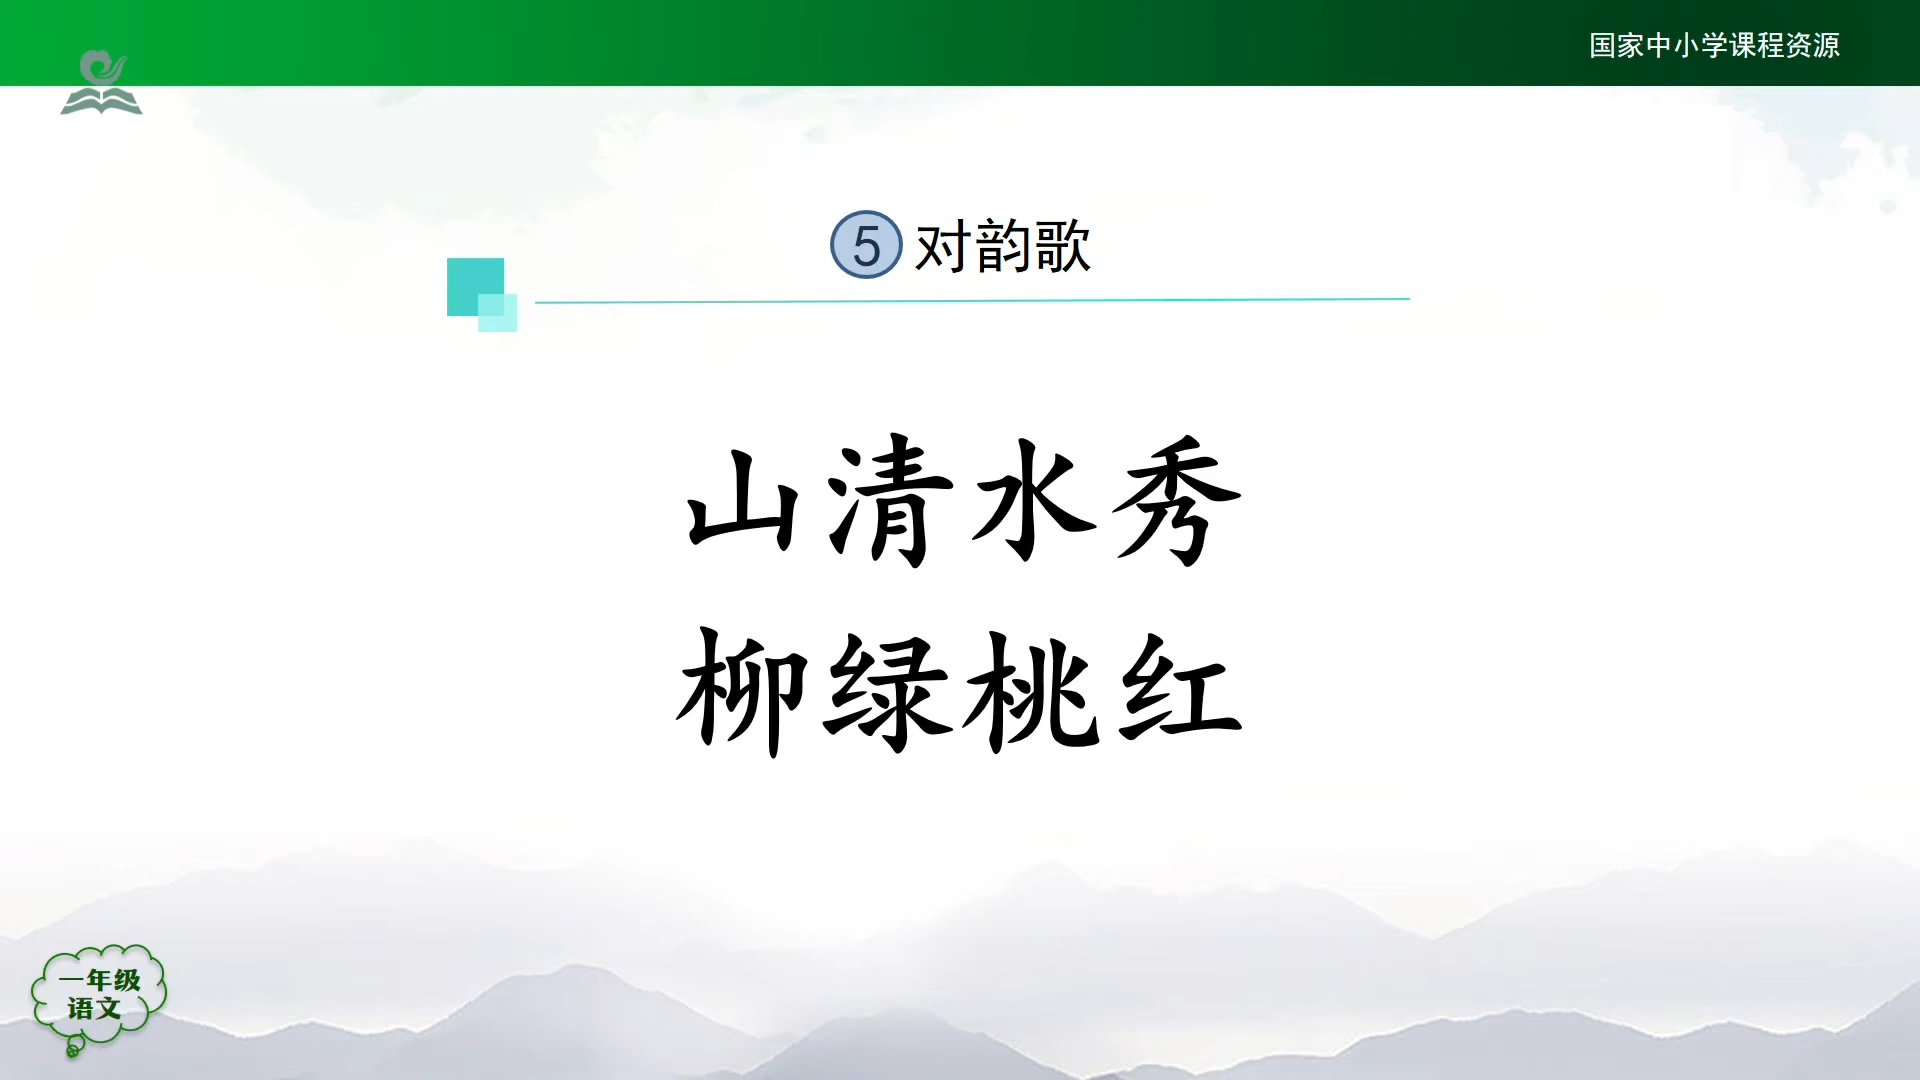 国家中小学课程资源
5 对韵歌
山清水秀
柳绿桃红
一年级
语文